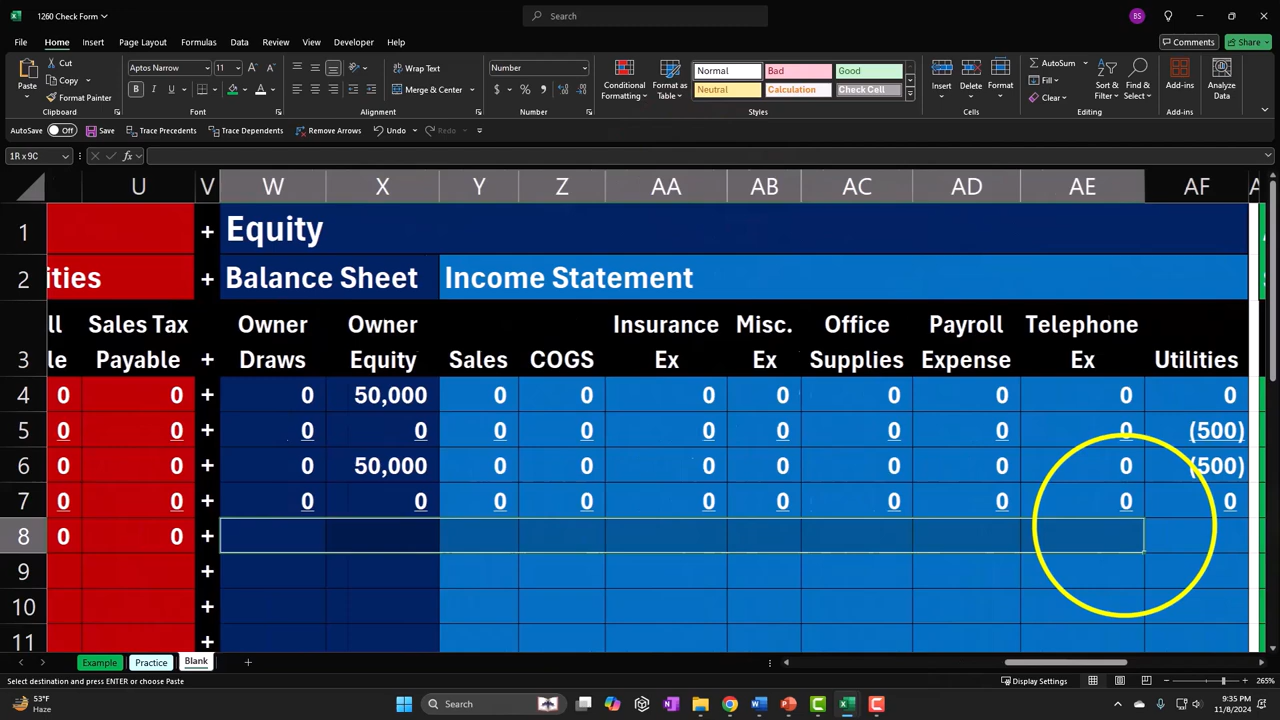 1260 Check Form
Search
BS
File Home Insert Page Layout Formulas Data Review View Developer Help
Comments Share
Paste
Cut
Copy
Format Painter
Clipboard
Aptos Narrow 11
B I U
Font
Wrap Text
Merge & Center
Alignment
Number
$ % ,
Number
Conditional Formatting
Format as Table
Normal Bad Good
Neutral Calculation Check Cell
Styles
Insert Delete Format
Cells
AutoSum
Fill
Clear
Sort & Filter
Find & Select
Editing
Add-ins
Add-ins
Analyze Data
AutoSave Off Save Trace Precedents Trace Dependents Remove Arrows Undo Redo
1R x 9C fx
U V W X Y Z AA AB AC AD AE AF
1 + Equity
2 ities + Balance Sheet Income Statement
ll Sales Tax Owner Owner Insurance Misc. Office Payroll Telephone
3 le Payable + Draws Equity Sales COGS Ex Ex Supplies Expense Ex Utilities
4 0 0 + 0 50,000 0 0 0 0 0 0 0 0
5 0 0 + 0 0 0 0 0 0 0 0 0 (500)
6 0 0 + 0 50,000 0 0 0 0 0 0 0 (500)
7 0 0 + 0 0 0 0 0 0 0 0 0 0
8 0 0 +
9 +
10 +
11 +
Example Practice Blank
Select destination and press ENTER or choose Paste
Display Settings
265%
53°F
Haze
Search
9:35 PM
11/8/2024